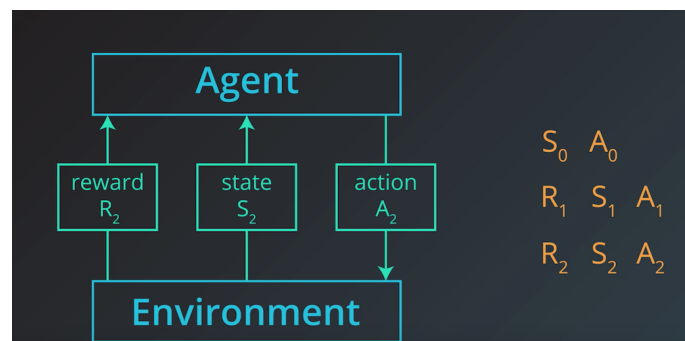 Agent
reward
R₂
state
S₂
action
A₂
Environment
S₀ A₀
R₁ S₁ A₁
R₂ S₂ A₂